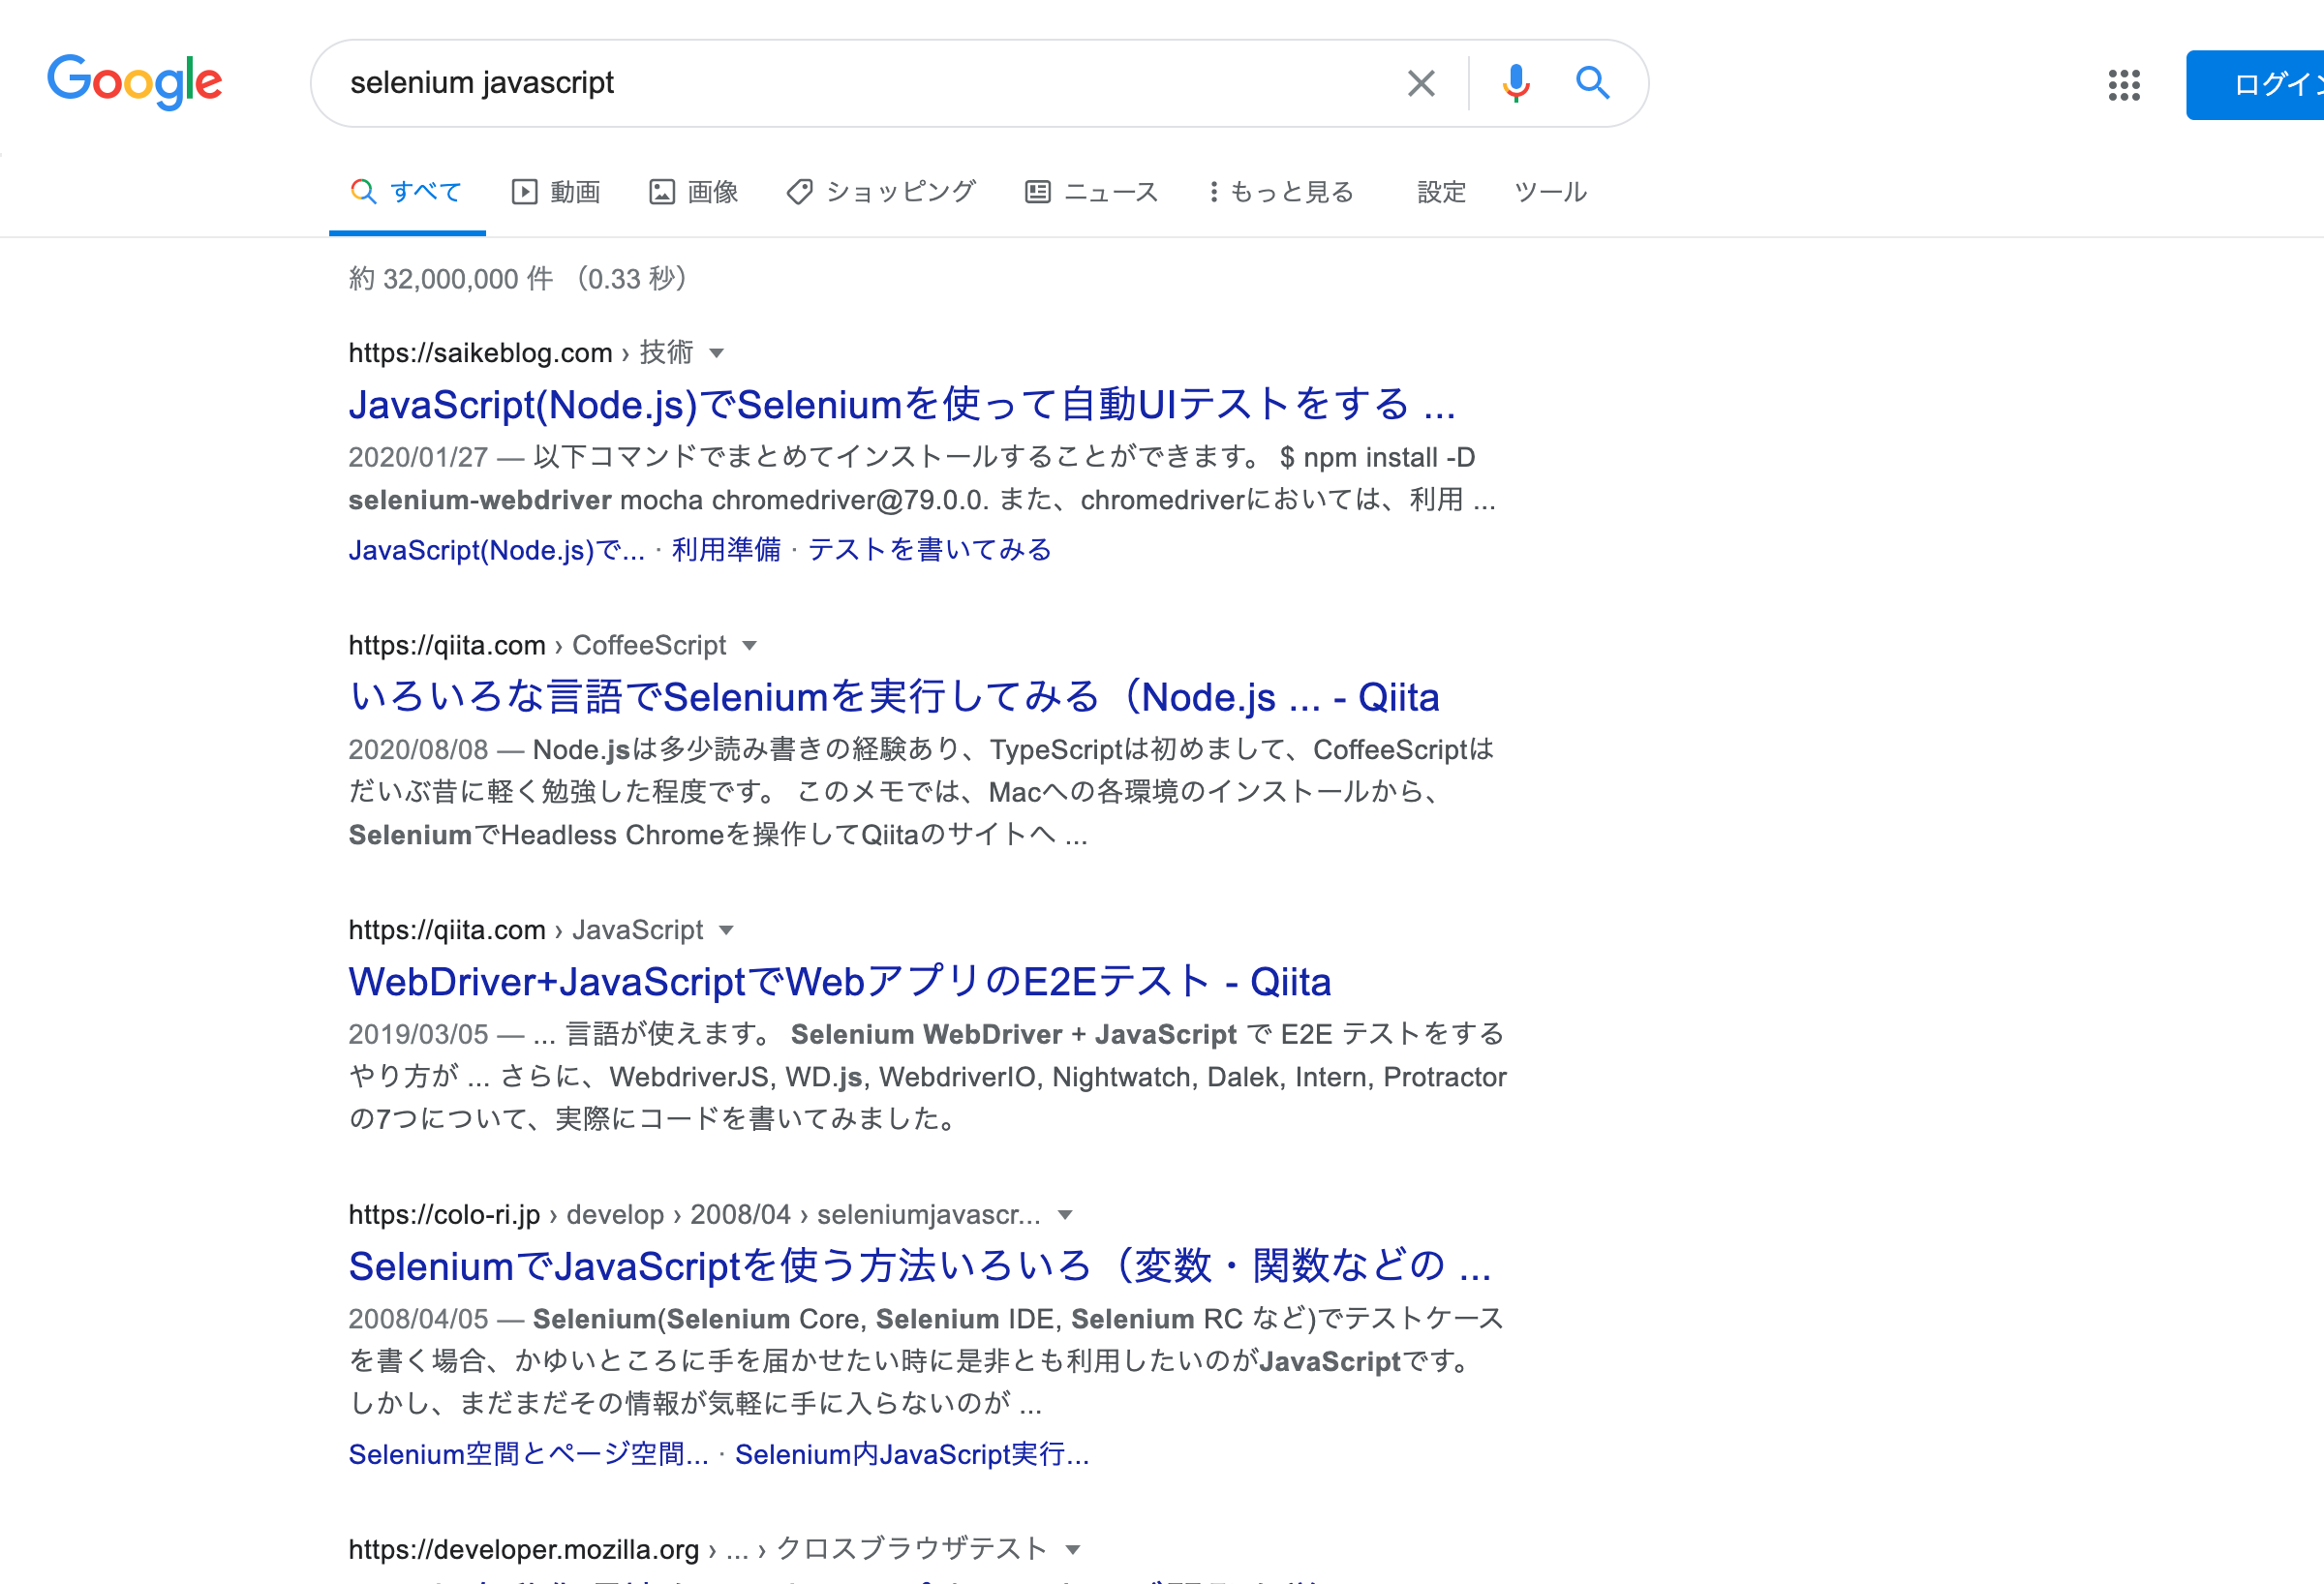 Google
selenium javascript
ログイン
すべて 動画 画像 ショッピング ニュース もっと見る 設定 ツール
約 32,000,000 件 （0.33 秒）
https://saikeblog.com › 技術
JavaScript(Node.js)でSeleniumを使って自動UIテストをする ...
2020/01/27 — 以下コマンドでまとめてインストールすることができます。 $ npm install -D
selenium-webdriver mocha chromedriver@79.0.0. また、chromedriverにおいては、利用 ...
JavaScript(Node.js)で... · 利用準備 · テストを書いてみる
https://qiita.com › CoffeeScript
いろいろな言語でSeleniumを実行してみる（Node.js ... - Qiita
2020/08/08 — Node.jsは多少読み書きの経験あり、TypeScriptは初めまして、CoffeeScriptは
だいぶ昔に軽く勉強した程度です。 このメモでは、Macへの各環境のインストールから、
SeleniumでHeadless Chromeを操作してQiitaのサイトへ ...
https://qiita.com › JavaScript
WebDriver+JavaScriptでWebアプリのE2Eテスト - Qiita
2019/03/05 — ... 言語が使えます。 Selenium WebDriver + JavaScript で E2E テストをする
やり方が ... さらに、WebdriverJS, WD.js, WebdriverIO, Nightwatch, Dalek, Intern, Protractor
の7つについて、実際にコードを書いてみました。
https://colo-ri.jp › develop › 2008/04 › seleniumjavascr...
SeleniumでJavaScriptを使う方法いろいろ（変数・関数などの ...
2008/04/05 — Selenium(Selenium Core, Selenium IDE, Selenium RC など)でテストケース
を書く場合、かゆいところに手を届かせたい時に是非とも利用したいのがJavaScriptです。
しかし、まだまだその情報が気軽に手に入らないのが ...
Selenium空間とページ空間... · Selenium内JavaScript実行...
https://developer.mozilla.org › ... › クロスブラウザテスト